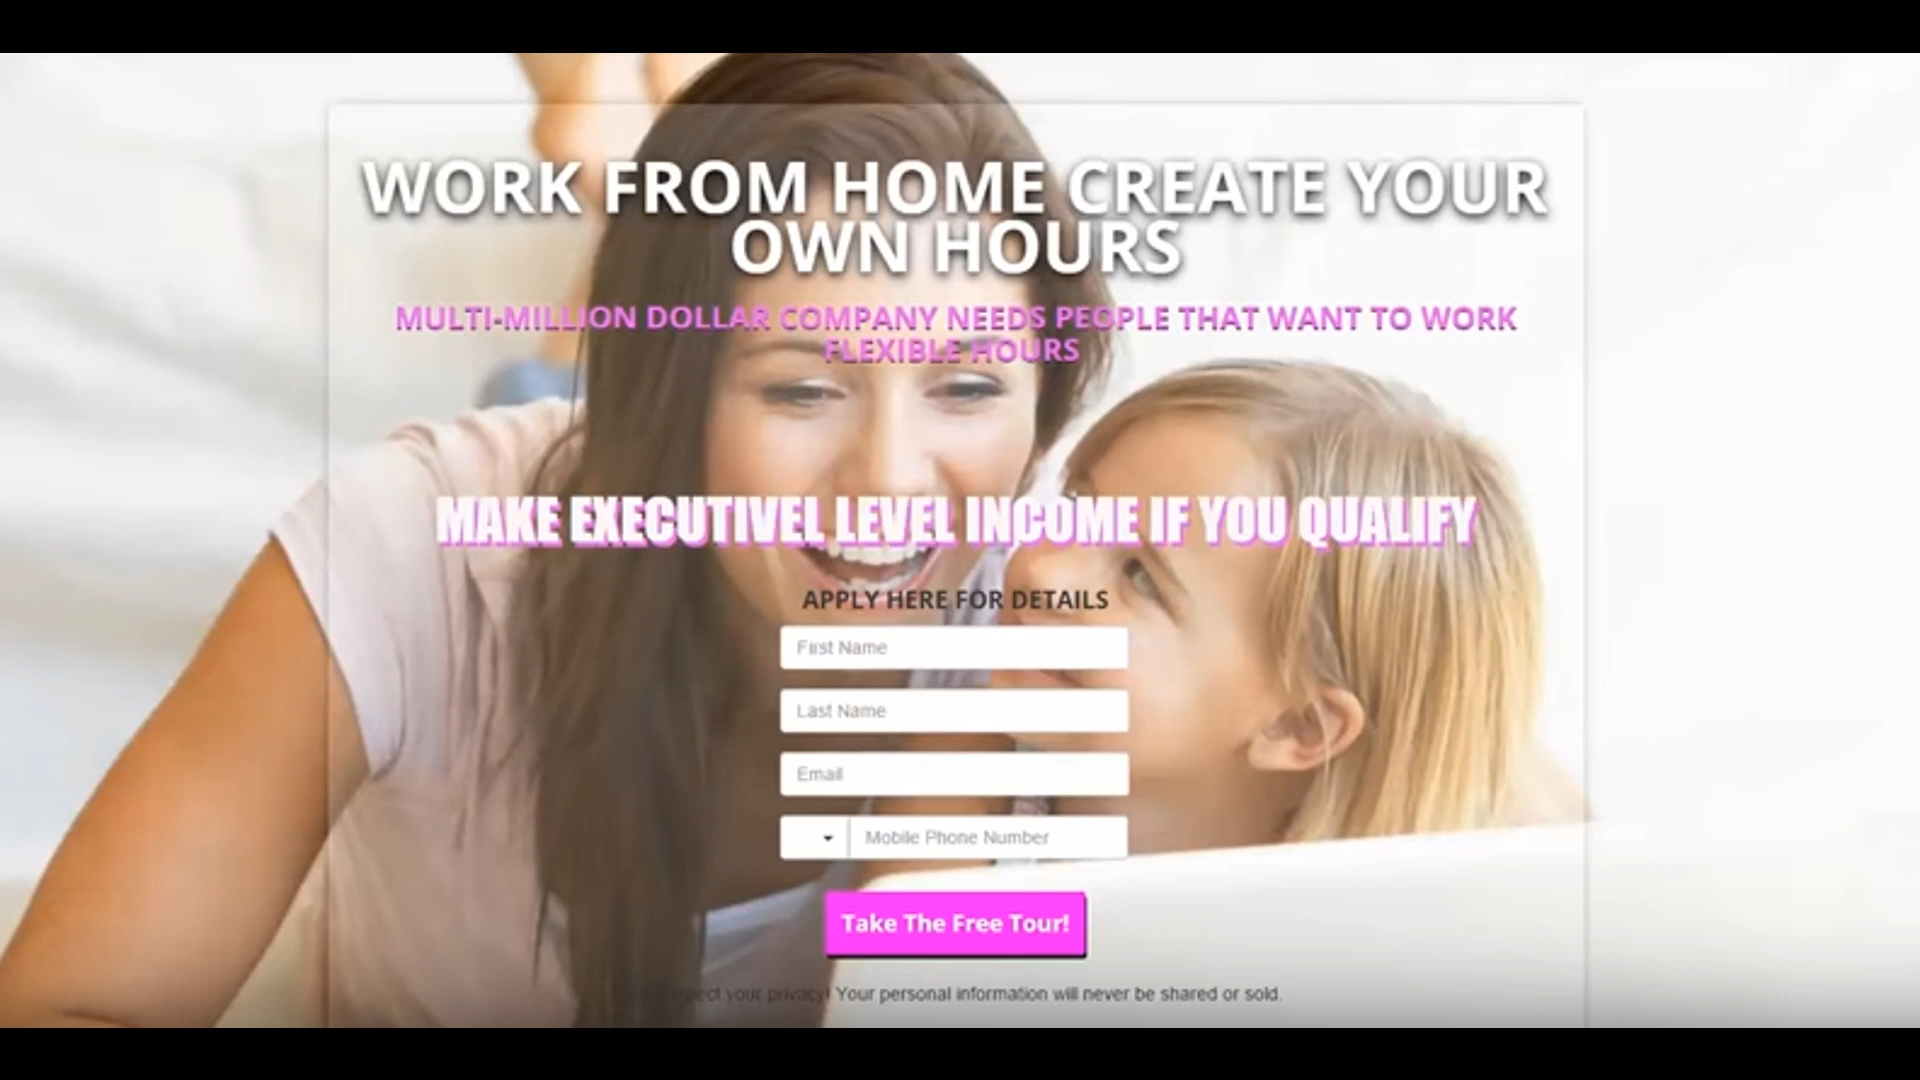 WORK FROM HOME CREATE YOUR
OWN HOURS
MULTI-MILLION DOLLAR COMPANY NEEDS PEOPLE THAT WANT TO WORK
FLEXIBLE HOURS
MAKE EXECUTIVEL LEVEL INCOME IF YOU QUALIFY
APPLY HERE FOR DETAILS
First Name
Last Name
Email
Mobile Phone Number
Take The Free Tour!
your privacy! Your personal information will never be shared or sold.